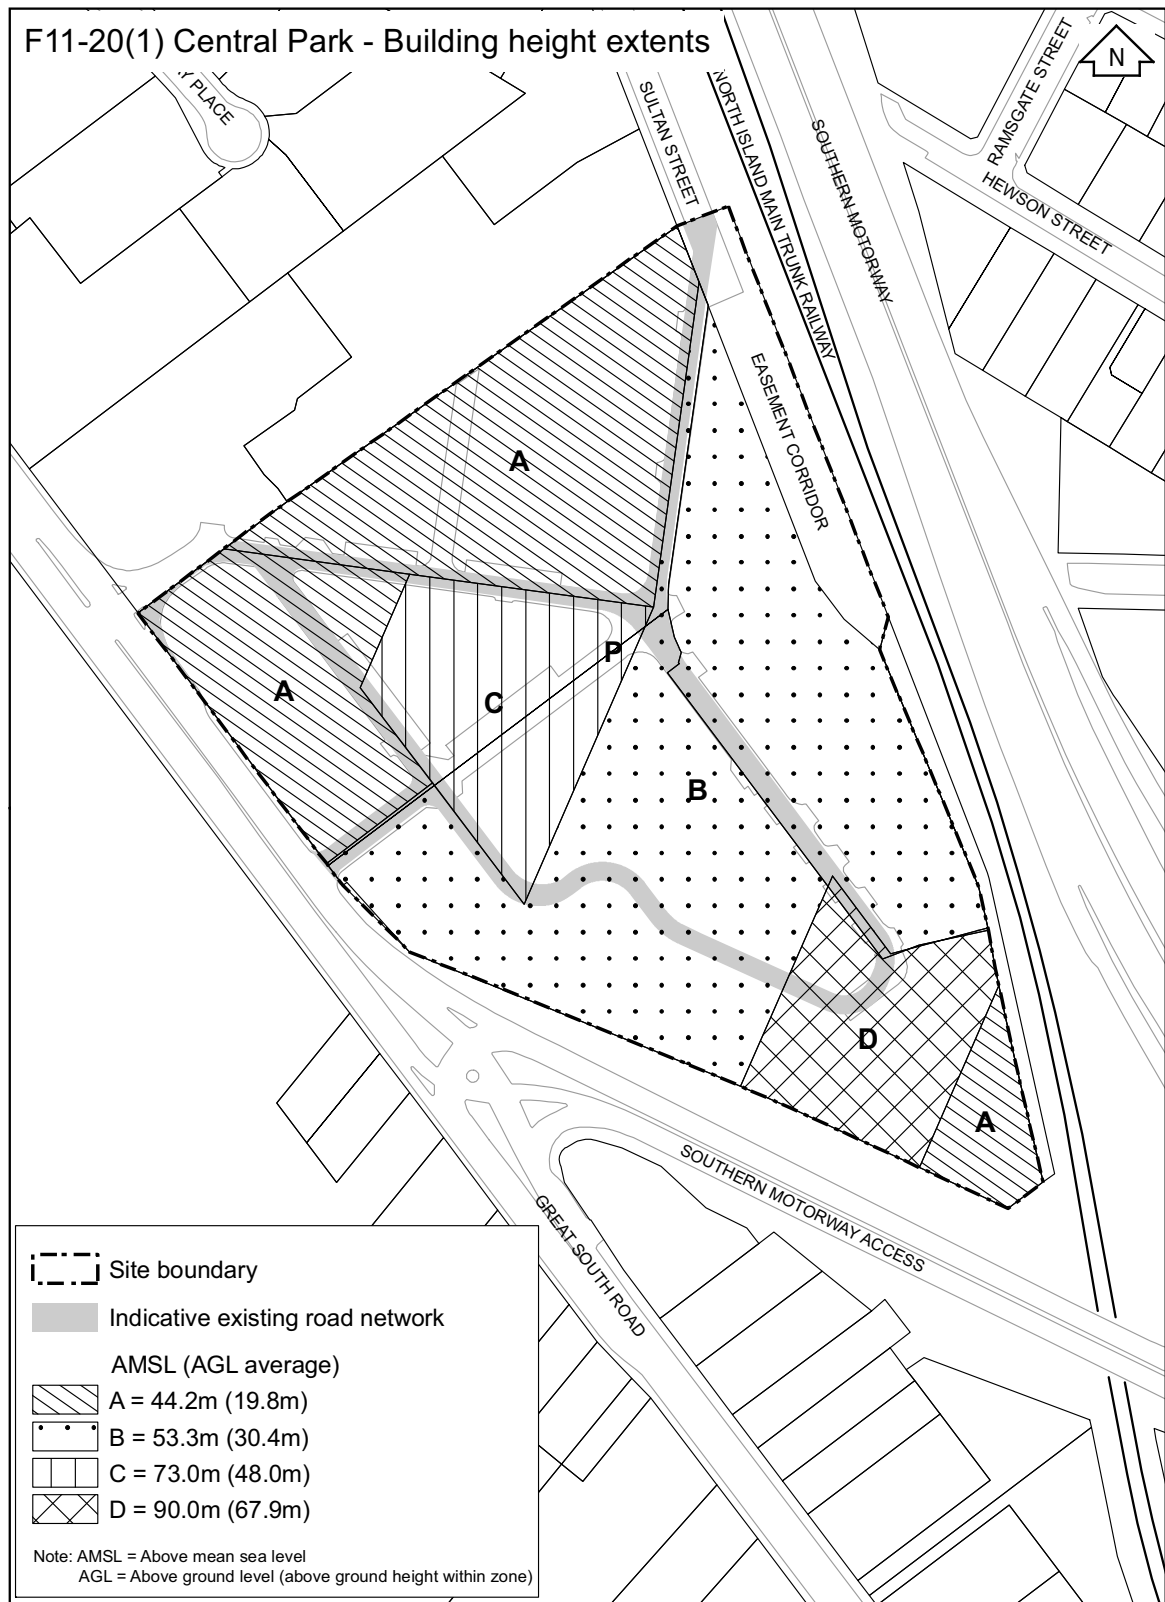 F11-20(1) Central Park - Building height extents
N
Y PLACE
SULTAN STREET
NORTH ISLAND MAIN TRUNK RAILWAY
SOUTHERN MOTORWAY
RAMSGATE STREET
HEWSON STREET
EASEMENT CORRIDOR
A
P
A
C
B
D
A
SOUTHERN MOTORWAY ACCESS
GREAT SOUTH ROAD
Site boundary
Indicative existing road network
AMSL (AGL average)
A = 44.2m (19.8m)
B = 53.3m (30.4m)
C = 73.0m (48.0m)
D = 90.0m (67.9m)
Note: AMSL = Above mean sea level
AGL = Above ground level (above ground height within zone)